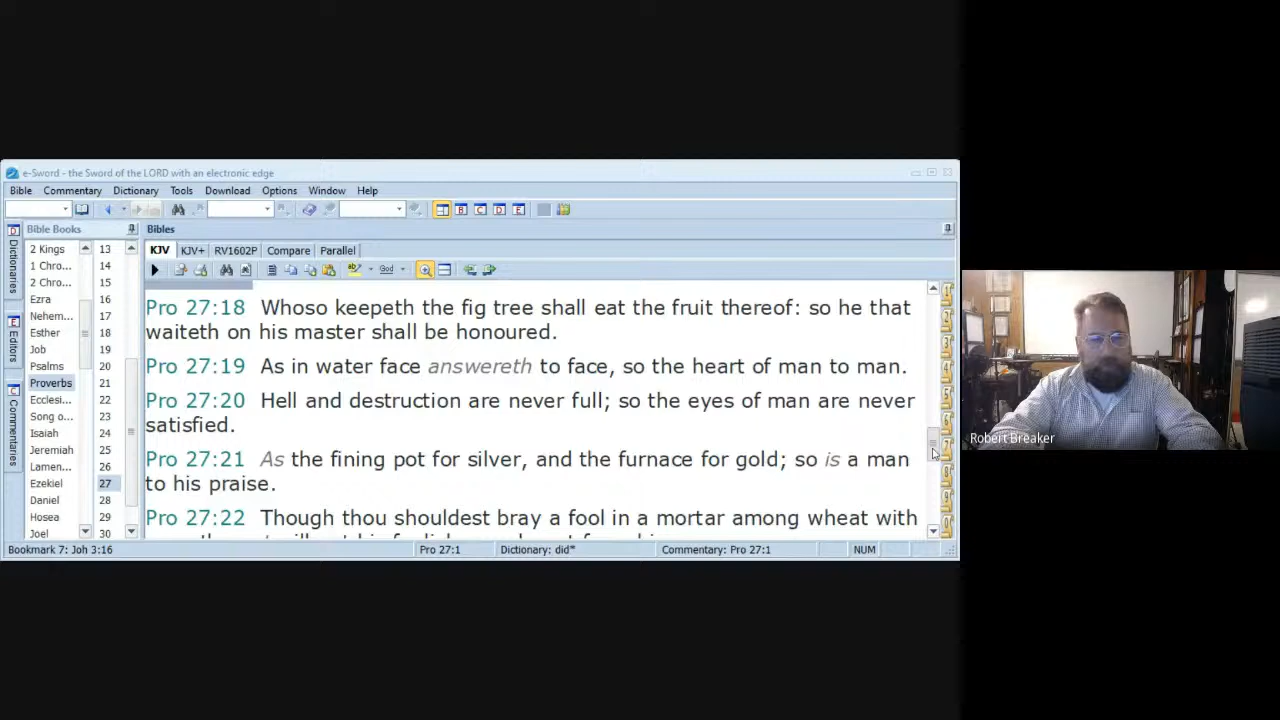 e-Sword - the Sword of the LORD with an electronic edge
Bible Commentary Dictionary Tools Download Options Window Help
Bible Books
Bibles
KJV KJV+ RV1602P Compare Parallel
Dictionaries
Editors
Commentaries
2 Kings 13
1 Chro... 14
2 Chro... 15
Ezra 16
Nehem... 17
Esther 18
Job 19
Psalms 20
Proverbs 21
Ecclesi... 22
Song o... 23
Isaiah 24
Jeremiah 25
Lamen... 26
Ezekiel 27
Daniel 28
Hosea 29
Joel 30
Pro 27:18 Whoso keepeth the fig tree shall eat the fruit thereof: so he that
waiteth on his master shall be honoured.
Pro 27:19 As in water face answereth to face, so the heart of man to man.
Pro 27:20 Hell and destruction are never full; so the eyes of man are never
satisfied.
Pro 27:21 As the fining pot for silver, and the furnace for gold; so is a man
to his praise.
Pro 27:22 Though thou shouldest bray a fool in a mortar among wheat with
Bookmark 7: Joh 3:16 Pro 27:1 Dictionary: did* Commentary: Pro 27:1 NUM
Robert Breaker